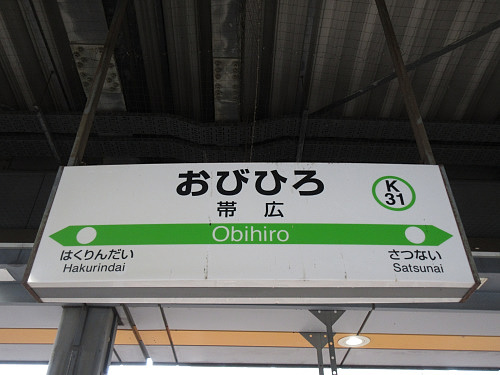 おびひろ
K
31
帯広
Obihiro
はくりんだい
Hakurindai
さつない
Satsunai